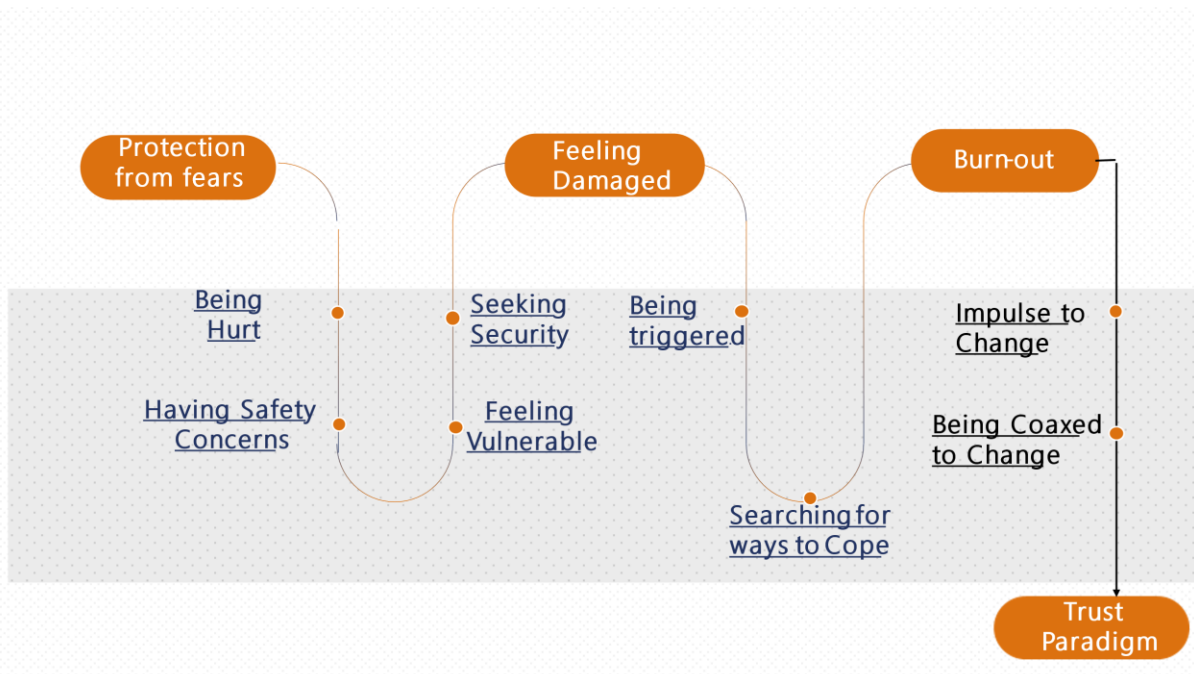 Protection
from fears
Feeling
Damaged
Burn-out
Being
Hurt
Seeking
Security
Being
triggered
Impulse to
Change
Having Safety
Concerns
Feeling
Vulnerable
Being Coaxed
to Change
Searching for
ways to Cope
Trust
Paradigm